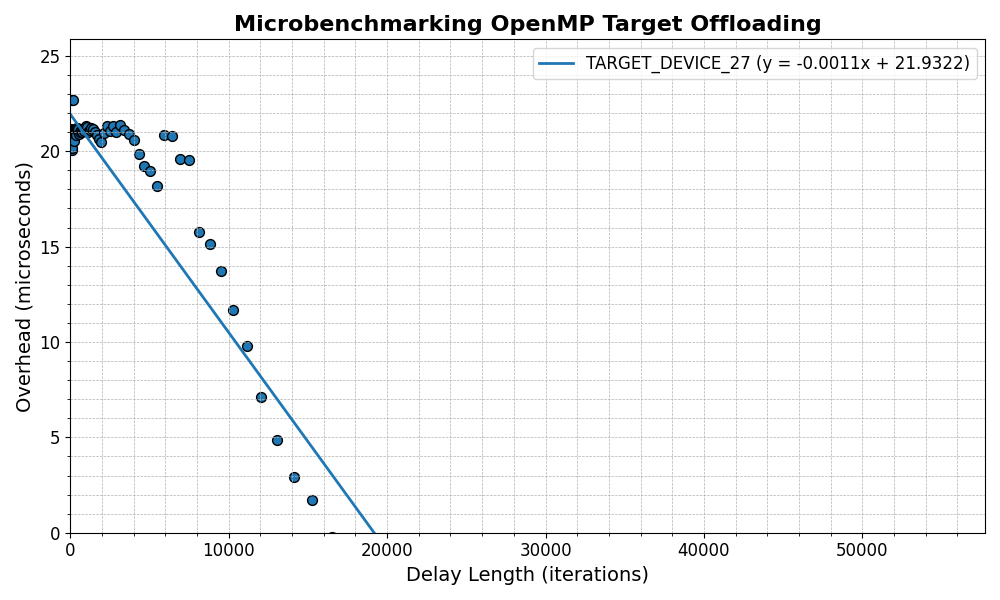 Microbenchmarking OpenMP Target Offloading
TARGET_DEVICE_27 (y = -0.0011x + 21.9322)
Overhead (microseconds)
25
20
15
10
5
0
0 10000 20000 30000 40000 50000
Delay Length (iterations)